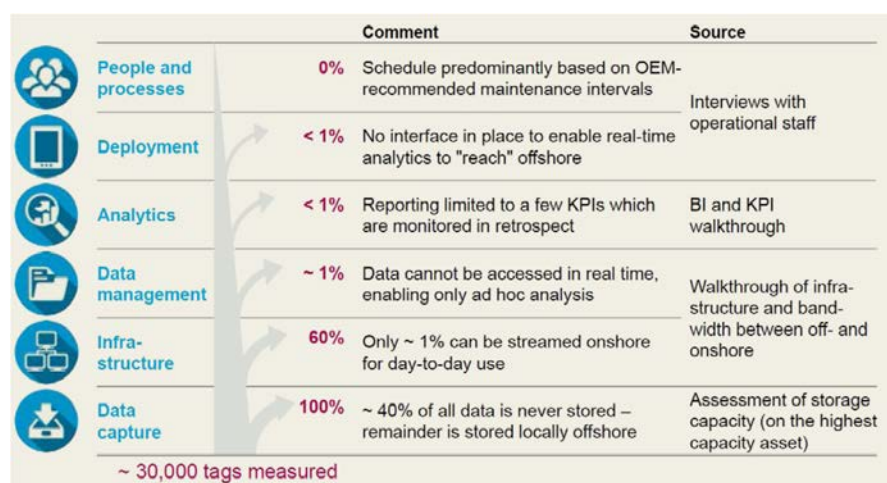 Comment Source
People and
processes
0%
Schedule predominantly based on OEM-
recommended maintenance intervals
Interviews with
operational staff
Deployment
< 1%
No interface in place to enable real-time
analytics to "reach" offshore
Analytics
< 1%
Reporting limited to a few KPIs which
are monitored in retrospect
BI and KPI
walkthrough
Data
management
~ 1%
Data cannot be accessed in real time,
enabling only ad hoc analysis
Walkthrough of infra-
structure and band-
width between off- and
onshore
Infra-
structure
60%
Only ~ 1% can be streamed onshore
for day-to-day use
Data
capture
100%
~ 40% of all data is never stored –
remainder is stored locally offshore
Assessment of storage
capacity (on the highest
capacity asset)
~ 30,000 tags measured